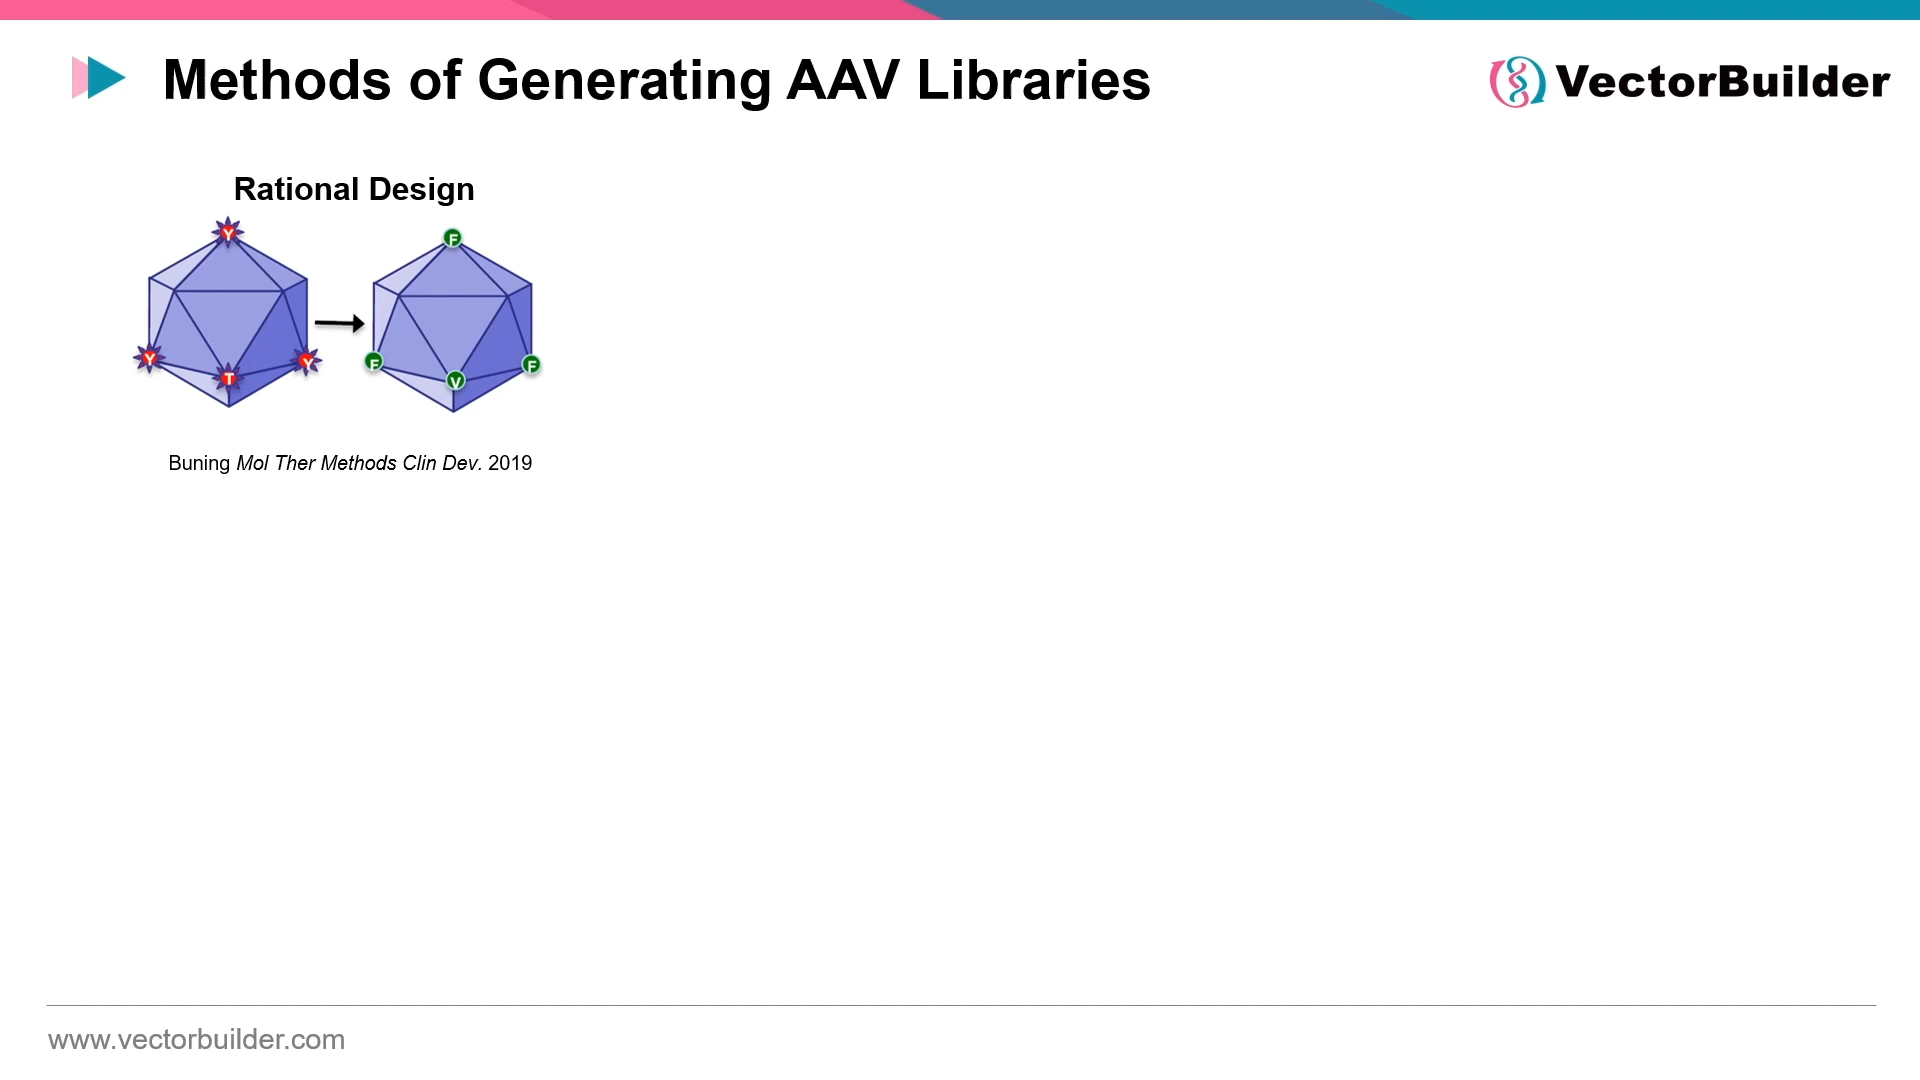 Methods of Generating AAV Libraries
VectorBuilder
Rational Design
Y
F
Y
T
Y
F
V
F
Buning Mol Ther Methods Clin Dev. 2019
www.vectorbuilder.com